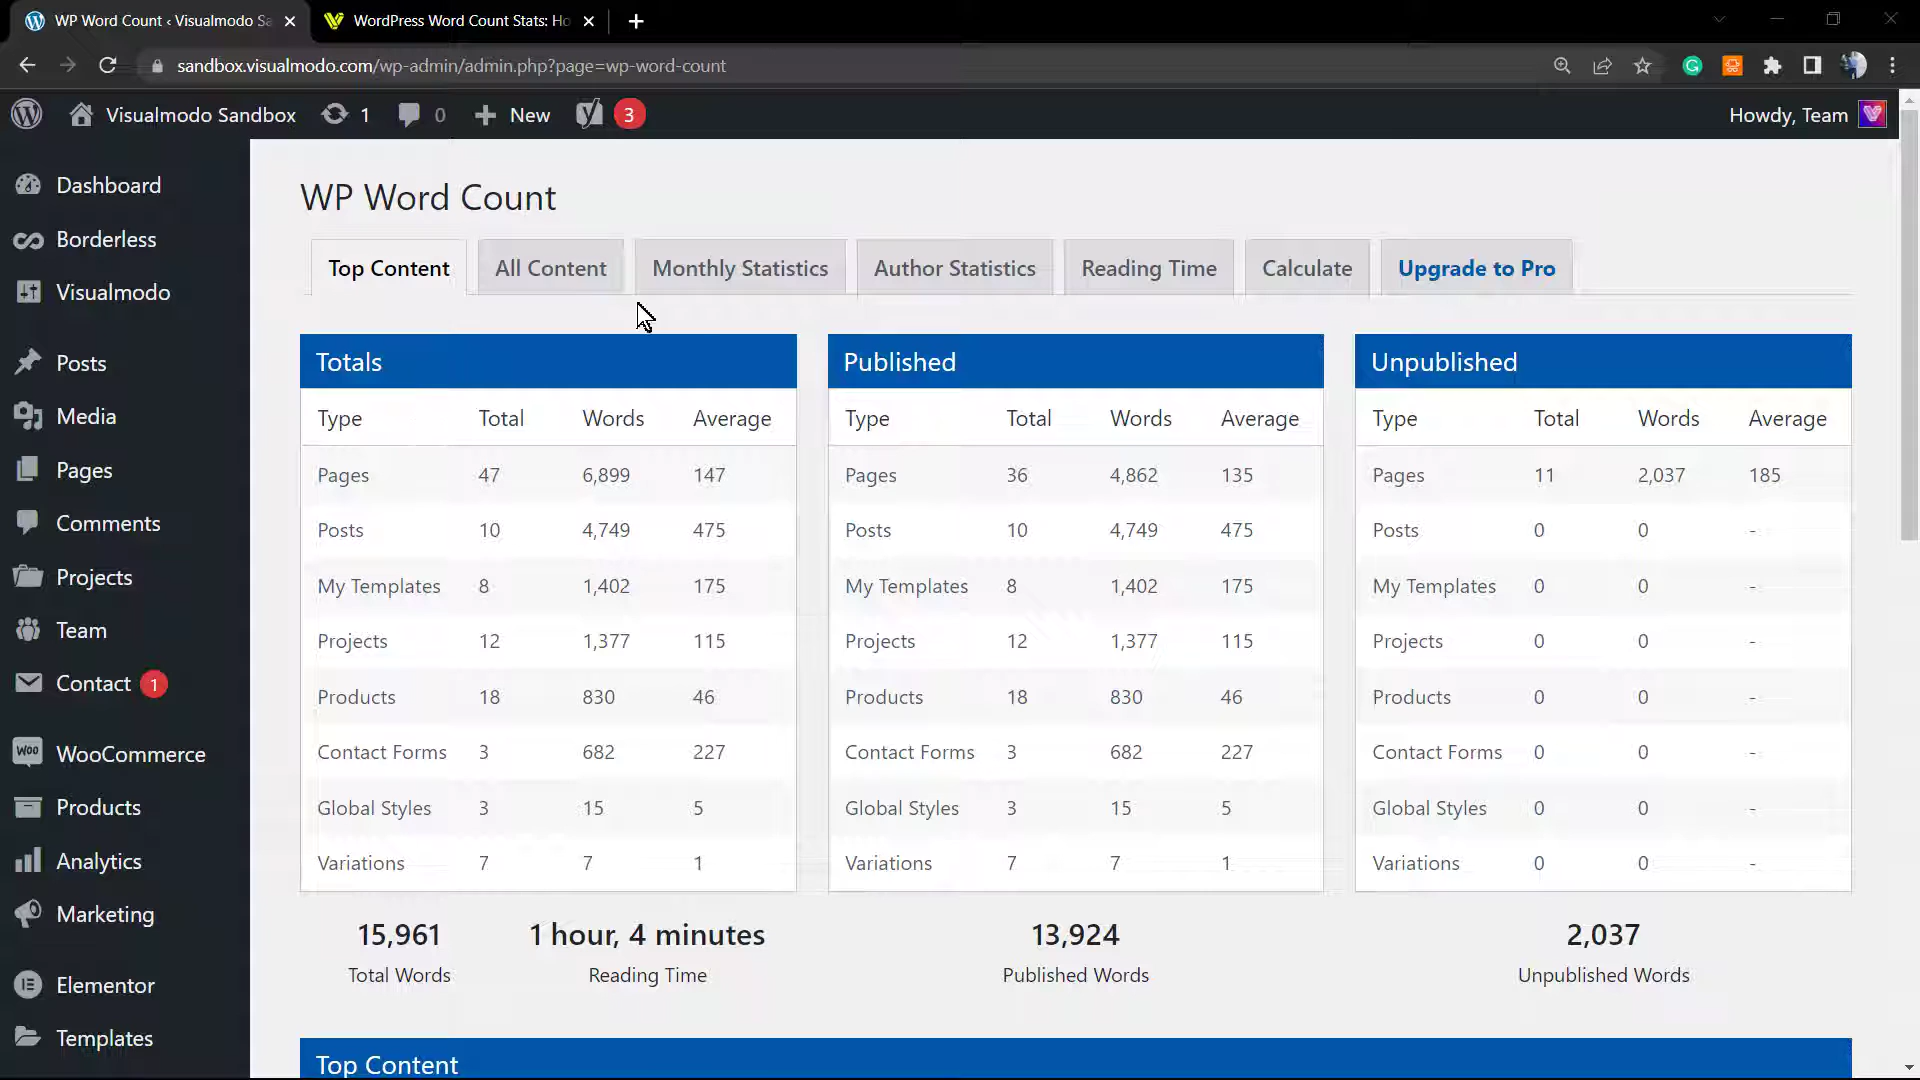 WP Word Count ‹ Visualmodo Sa
WordPress Word Count Stats: Ho
sandbox.visualmodo.com/wp-admin/admin.php?page=wp-word-count
Visualmodo Sandbox 1 0 New 3 Howdy, Team
Dashboard
Borderless
Visualmodo
Posts
Media
Pages
Comments
Projects
Team
Contact 1
WooCommerce
Products
Analytics
Marketing
Elementor
Templates
WP Word Count
Top Content All Content Monthly Statistics Author Statistics Reading Time Calculate Upgrade to Pro
Totals
Type Total Words Average
Pages 47 6,899 147
Posts 10 4,749 475
My Templates 8 1,402 175
Projects 12 1,377 115
Products 18 830 46
Contact Forms 3 682 227
Global Styles 3 15 5
Variations 7 7 1
15,961 1 hour, 4 minutes
Total Words Reading Time
Published
Type Total Words Average
Pages 36 4,862 135
Posts 10 4,749 475
My Templates 8 1,402 175
Projects 12 1,377 115
Products 18 830 46
Contact Forms 3 682 227
Global Styles 3 15 5
Variations 7 7 1
13,924
Published Words
Unpublished
Type Total Words Average
Pages 11 2,037 185
Posts 0 0 -
My Templates 0 0 -
Projects 0 0 -
Products 0 0 -
Contact Forms 0 0 -
Global Styles 0 0 -
Variations 0 0 -
2,037
Unpublished Words
Top Content